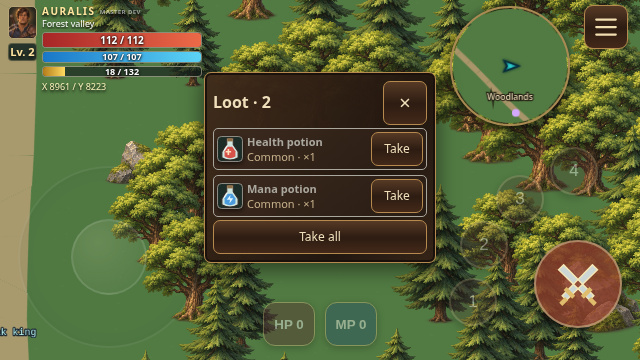 AURALIS MASTER DEV
Forest valley
112 / 112
Lv. 2
107 / 107
18 / 132
X 8961 / Y 8223
Woodlands
Loot · 2
×
Health potion
Common · ×1
Take
Mana potion
Common · ×1
Take
Take all
4
3
2
1
HP 0
MP 0
k king